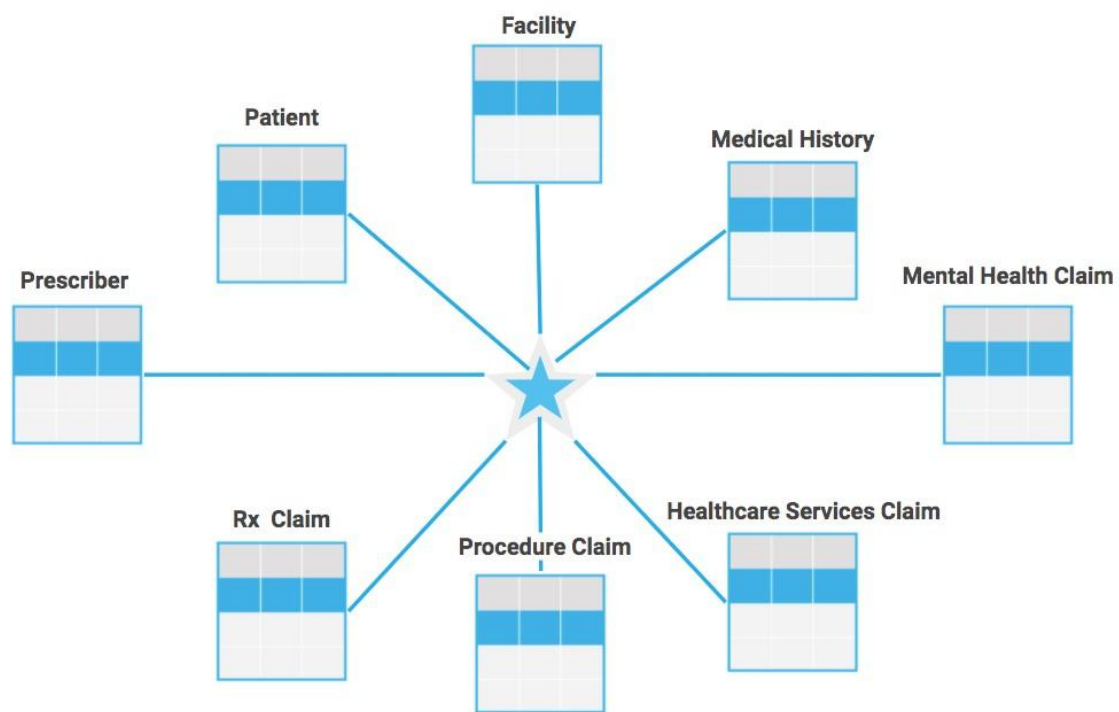 Facility
Patient
Medical History
Prescriber
Mental Health Claim
Rx Claim
Procedure Claim
Healthcare Services Claim